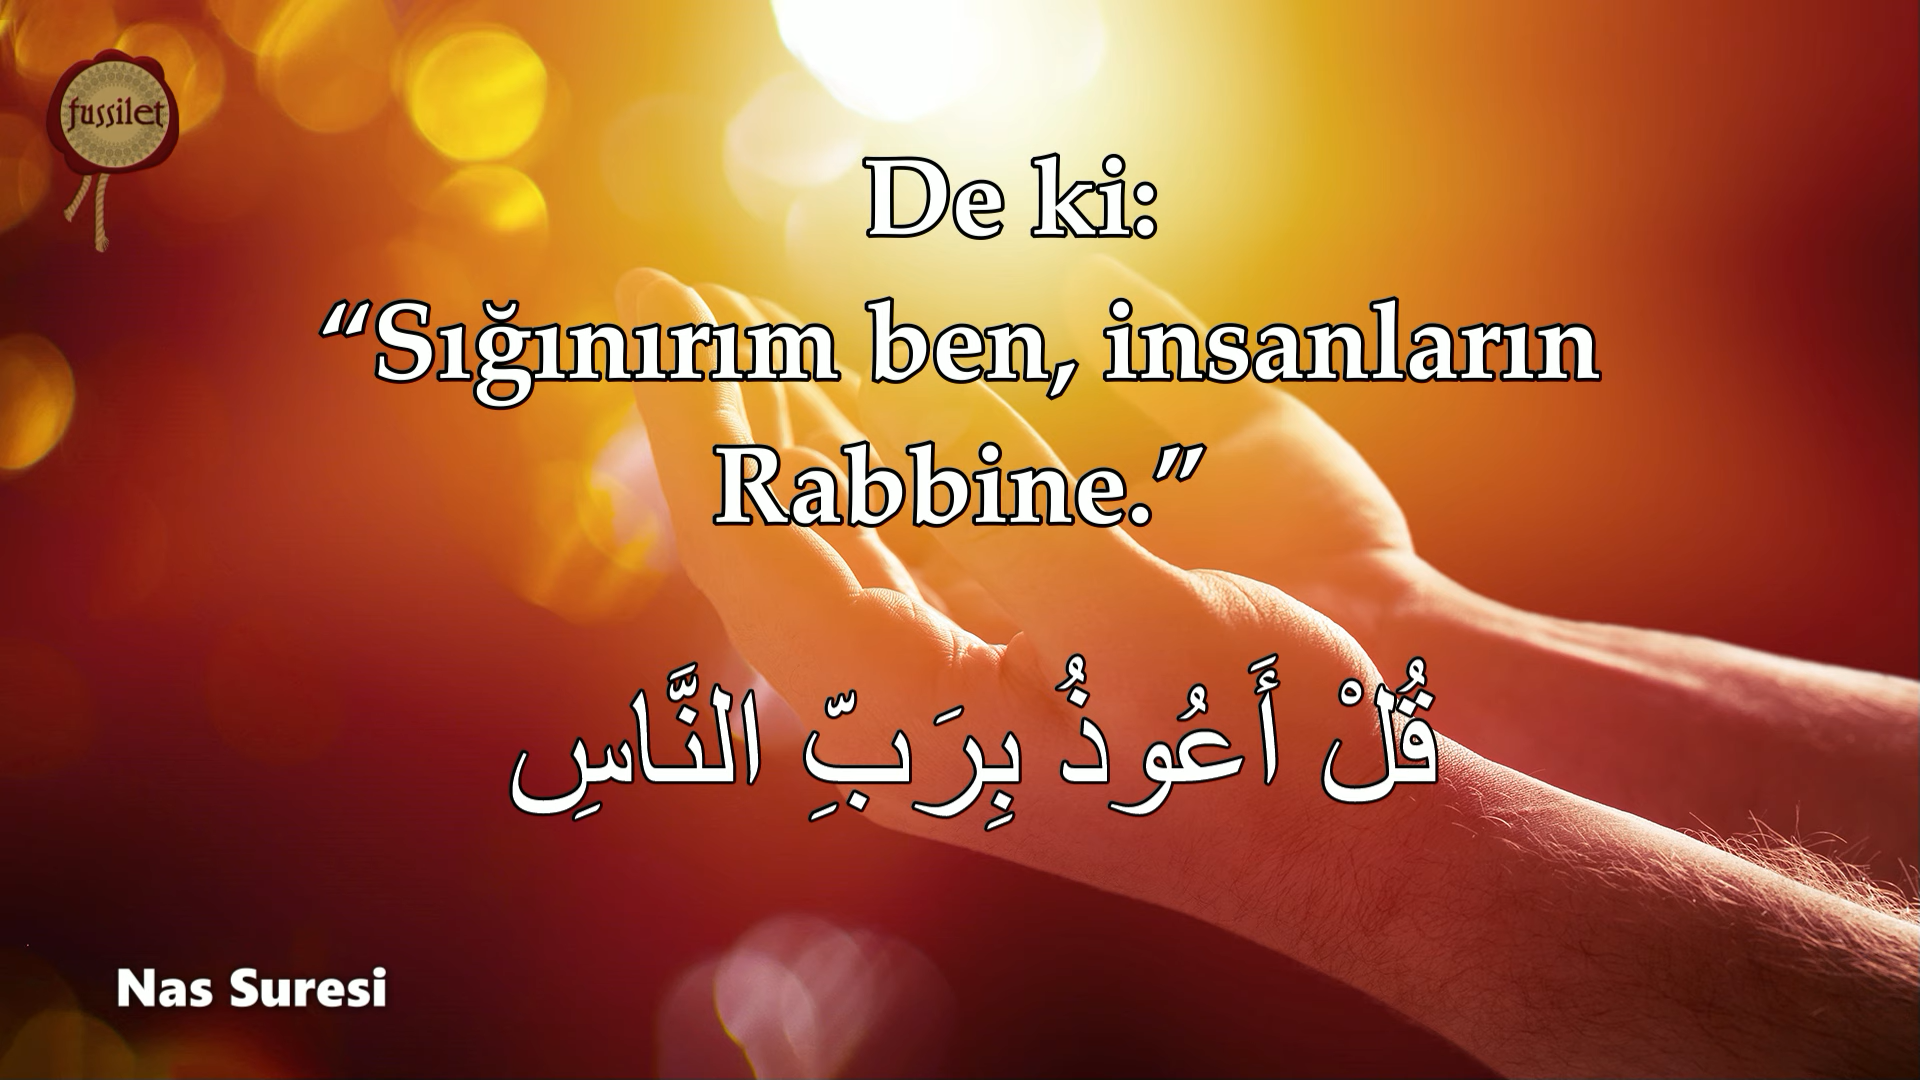 fussilet
De ki:
“Sığınırım ben, insanların
Rabbine.”
قُلْ أَعُوذُ بِرَبِّ النَّاسِ
Nas Suresi